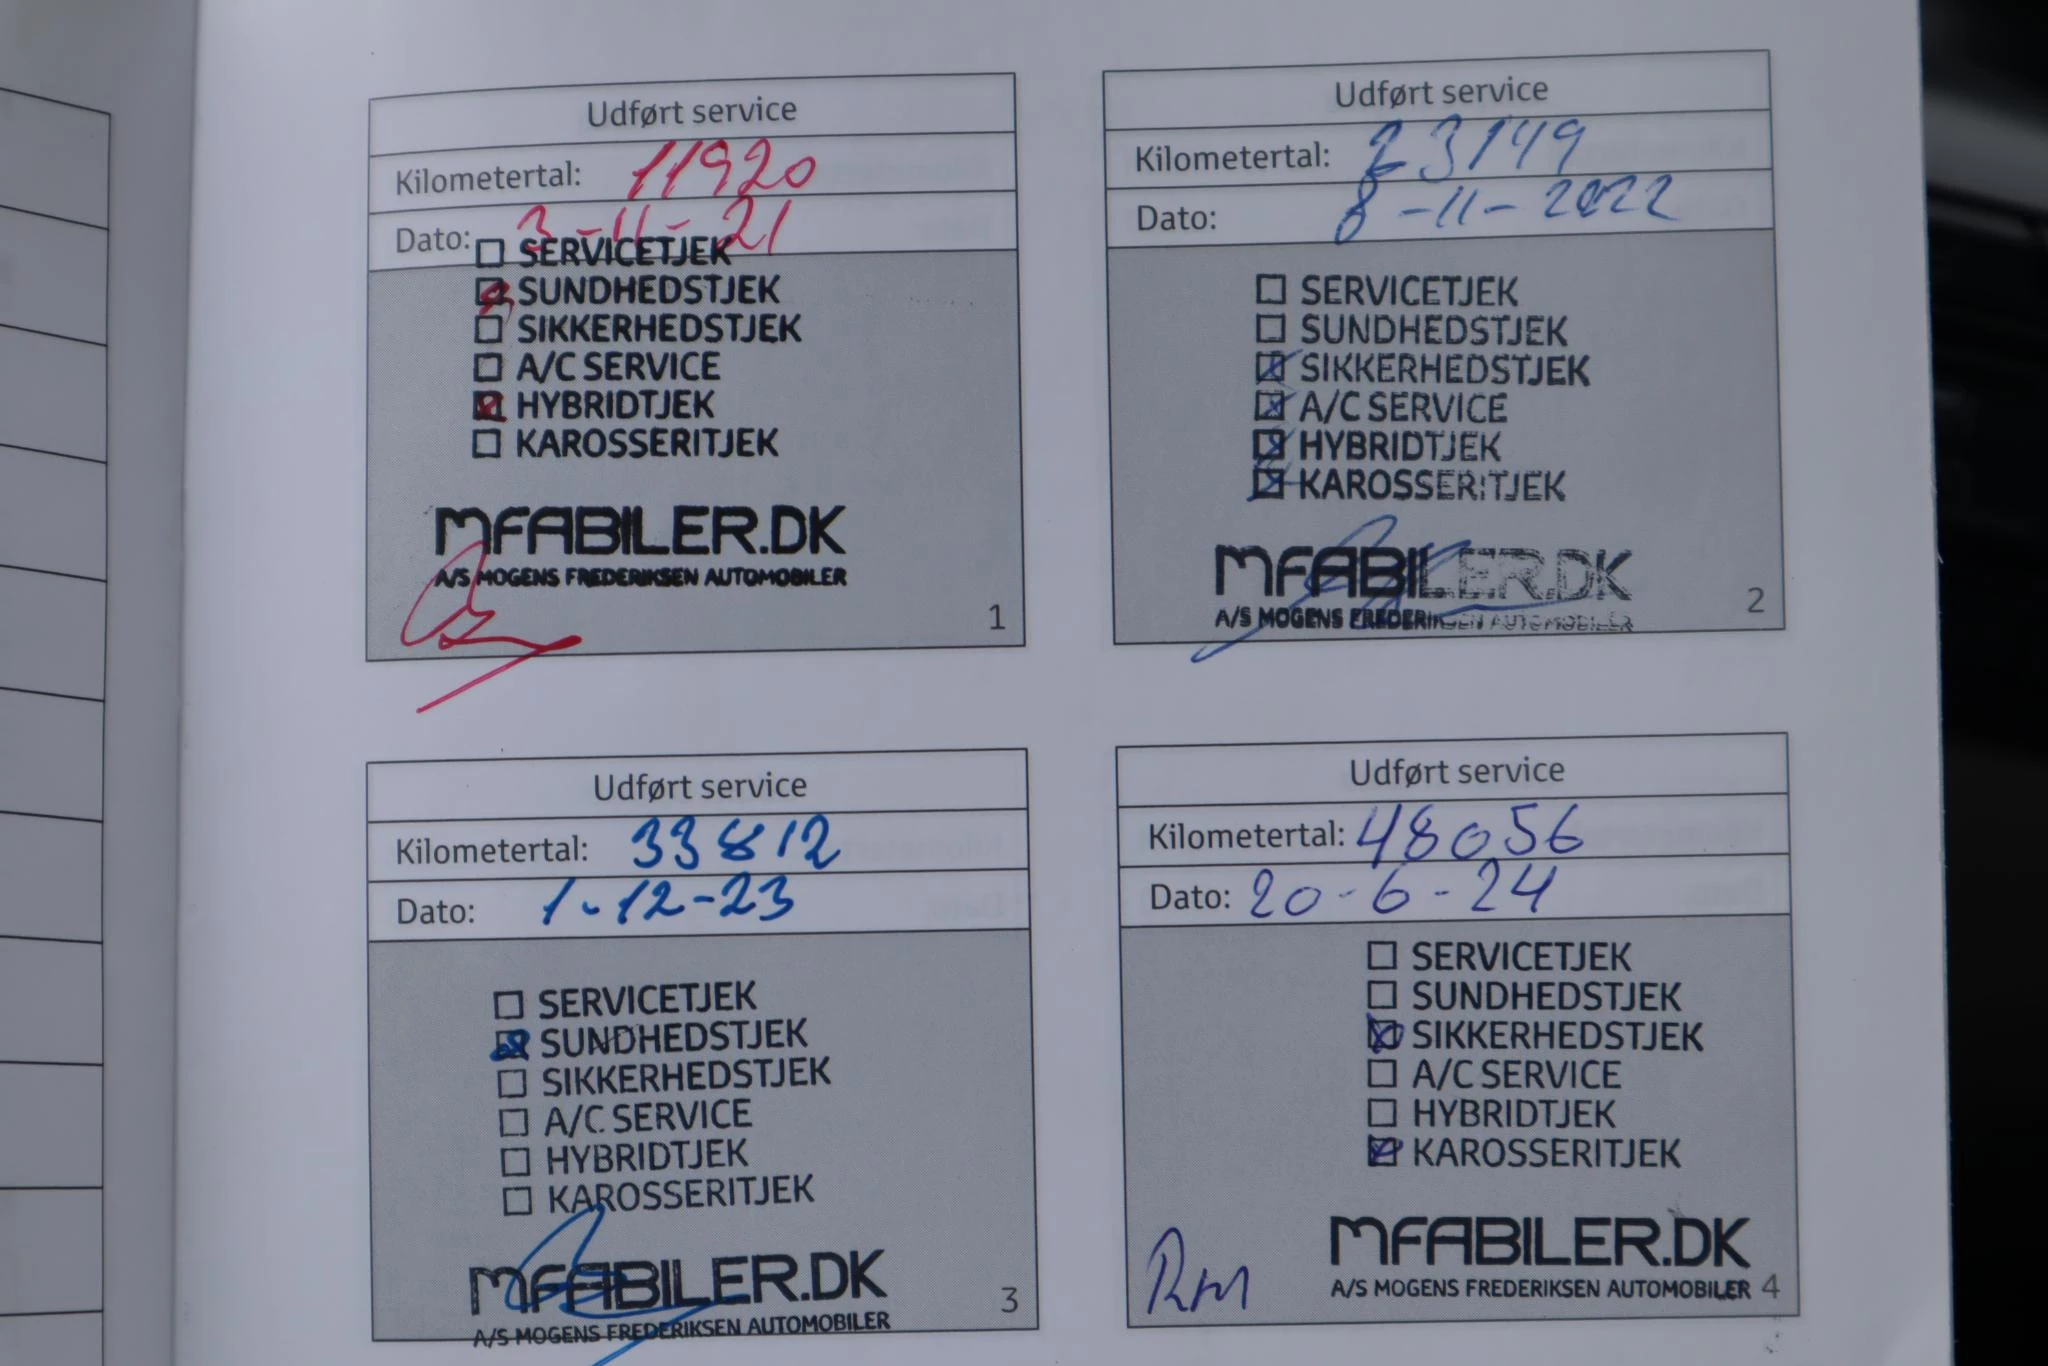 Udført service
Kilometertal: 11920
Dato: 3-11-21
☐ SERVICETJEK
☒ SUNDHEDSTJEK
☐ SIKKERHEDSTJEK
☐ A/C SERVICE
☒ HYBRIDTJEK
☐ KAROSSERITJEK
MFABILER.DK
A/S MOGENS FREDERIKSEN AUTOMOBILER
1
Udført service
Kilometertal: 23149
Dato: 8-11-2022
☐ SERVICETJEK
☐ SUNDHEDSTJEK
☒ SIKKERHEDSTJEK
☒ A/C SERVICE
☒ HYBRIDTJEK
☒ KAROSSERITJEK
MFABILER.DK
A/S MOGENS FREDERIKSEN AUTOMOBILER
2
Udført service
Kilometertal: 33812
Dato: 1-12-23
☐ SERVICETJEK
☒ SUNDHEDSTJEK
☐ SIKKERHEDSTJEK
☐ A/C SERVICE
☐ HYBRIDTJEK
☐ KAROSSERITJEK
MFABILER.DK
A/S MOGENS FREDERIKSEN AUTOMOBILER
3
Udført service
Kilometertal: 48056
Dato: 20-6-24
☐ SERVICETJEK
☐ SUNDHEDSTJEK
☒ SIKKERHEDSTJEK
☐ A/C SERVICE
☐ HYBRIDTJEK
☒ KAROSSERITJEK
MFABILER.DK
A/S MOGENS FREDERIKSEN AUTOMOBILER
4